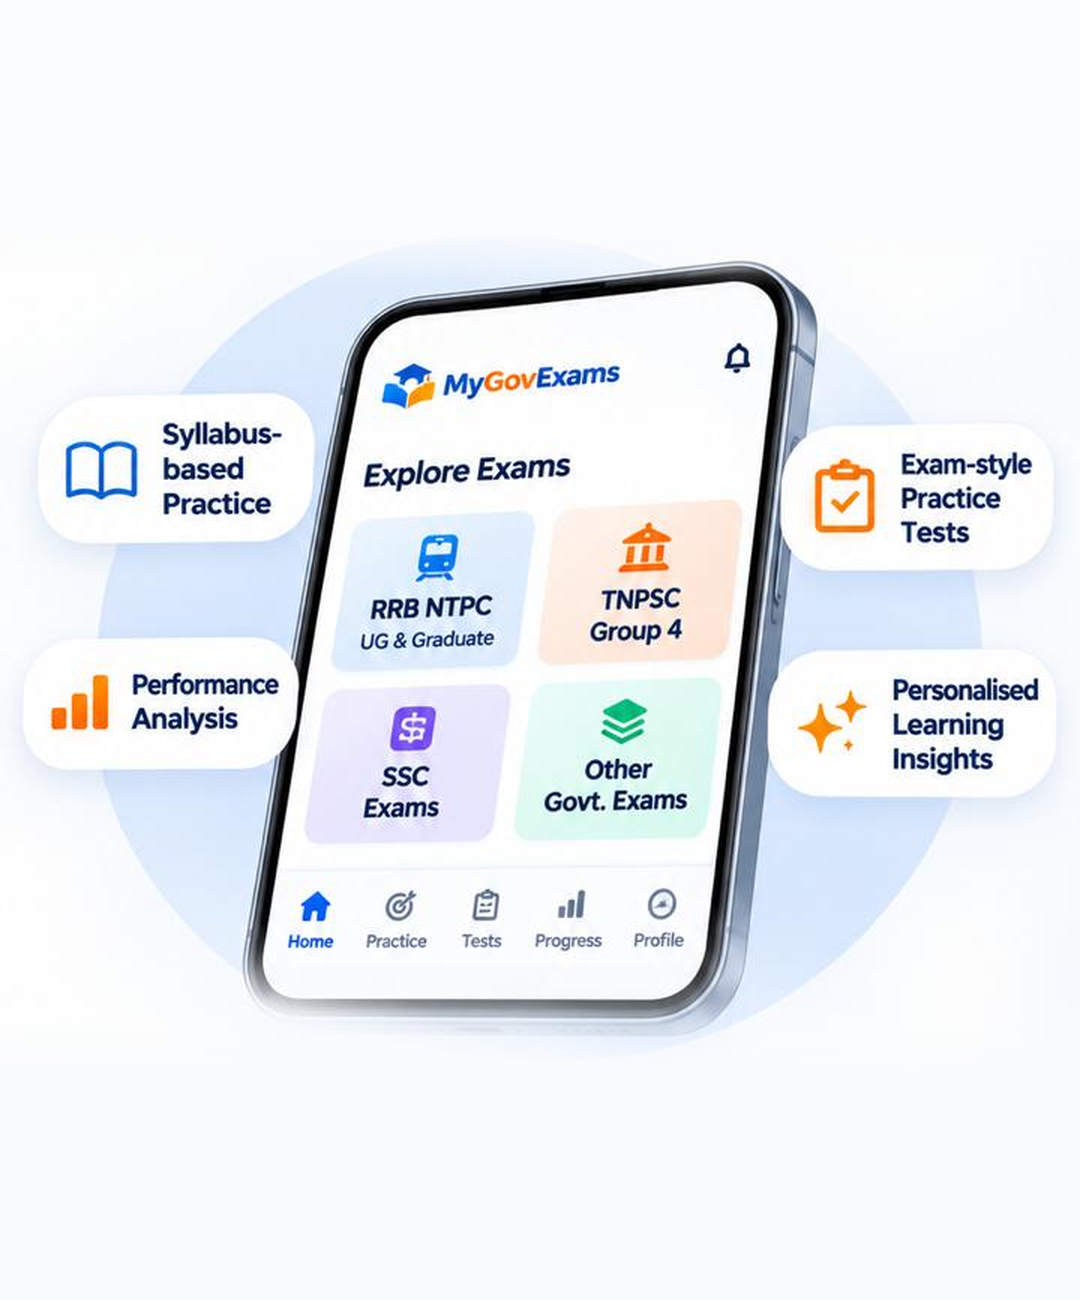 MyGovExams
Explore Exams
RRB NTPC
UG & Graduate
TNPSC
Group 4
SSC
Exams
Other
Govt. Exams
Home
Practice
Tests
Progress
Profile
Syllabus-
based
Practice
Performance
Analysis
Exam-style
Practice
Tests
Personalised
Learning
Insights